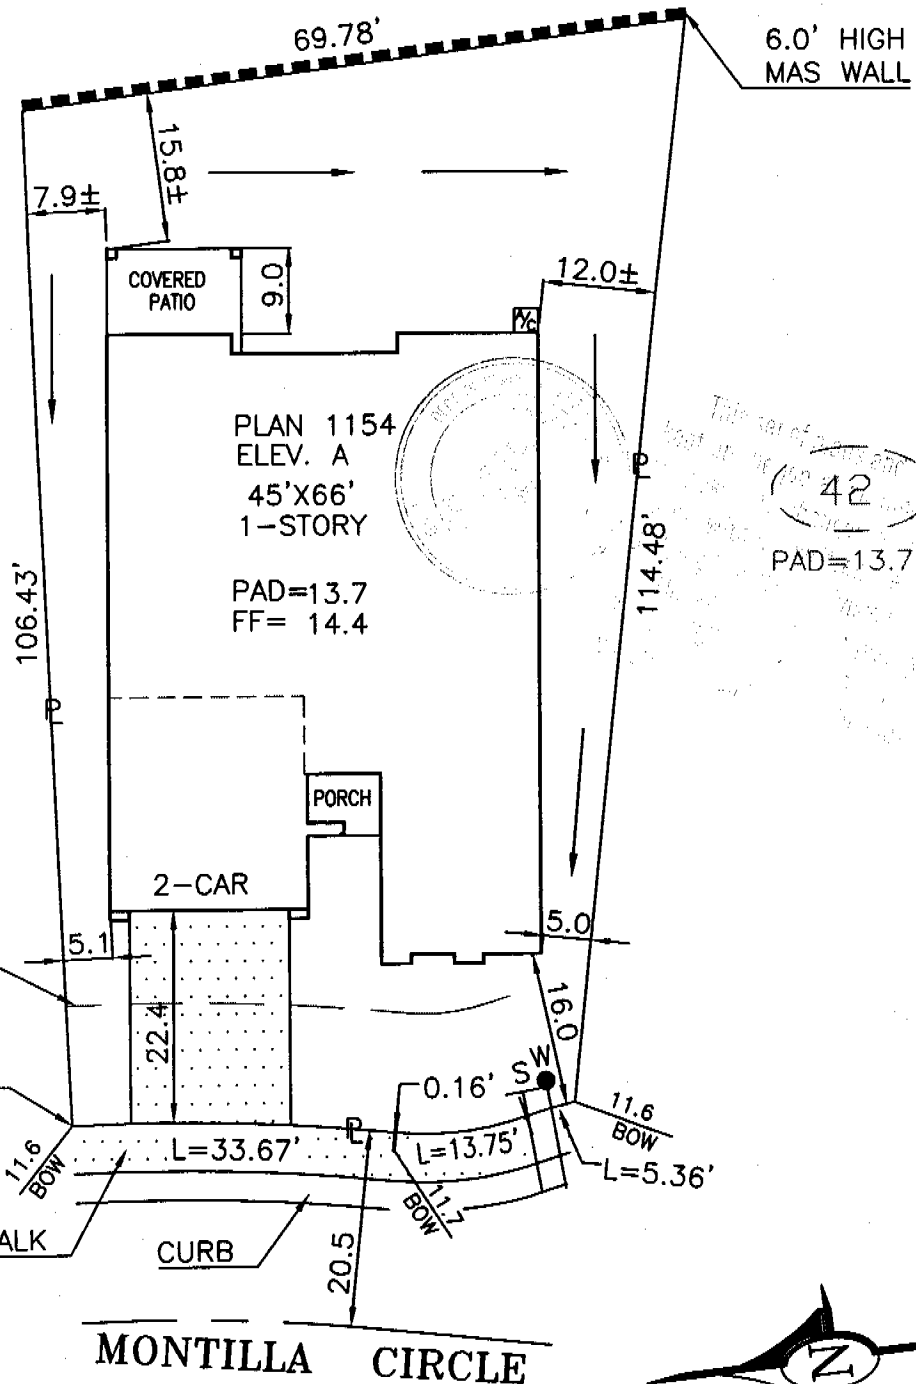 69.78'
6.0' HIGH
MAS WALL
15.8±
7.9±
COVERED
PATIO
9.0
12.0±
A/C
PLAN 1154
ELEV. A
45'X66'
1-STORY
PAD=13.7
FF= 14.4
106.43'
114.48'
42
PAD=13.7
PL
PL
PORCH
2-CAR
5.1
5.0
22.4
16.0
0.16'
S
W
11.6
BOW
11.6
BOW
PL
L=33.67'
L=13.75'
L=5.36'
11.7
BOW
ALK
CURB
20.5
MONTILLA CIRCLE
N